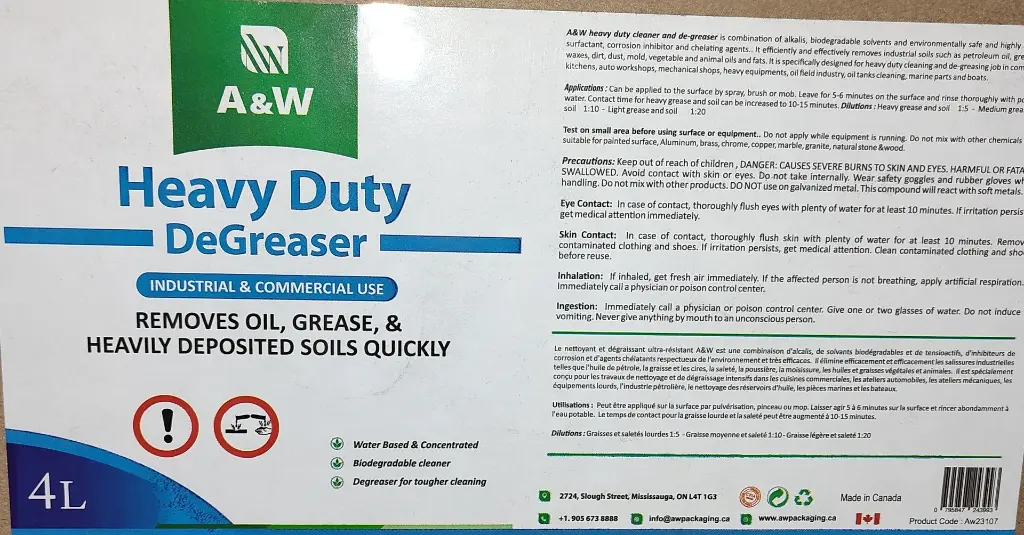 A & W
Heavy Duty
DeGreaser
INDUSTRIAL & COMMERCIAL USE
REMOVES OIL, GREASE, &
HEAVILY DEPOSITED SOILS QUICKLY
Water Based & Concentrated
Biodegradable cleaner
Degreaser for tougher cleaning
4L
A&W heavy duty cleaner and de-greaser is combination of alkalis, biodegradable solvents and environmentally safe and highly
surfactant, corrosion inhibitor and chelating agents.. It efficiently and effectively removes industrial soils such as petroleum oil, gre
waxes, dirt, dust, mold, vegetable and animal oils and fats. It is specifically designed for heavy duty cleaning and de-greasing job in com
kitchens, auto workshops, mechanical shops, heavy equipments, oil field industry, oil tanks cleaning, marine parts and boats.
Applications : Can be applied to the surface by spray, brush or mob. Leave for 5-6 minutes on the surface and rinse thoroughly with po
water. Contact time for heavy grease and soil can be increased to 10-15 minutes. Dilutions : Heavy grease and soil 1:5 - Medium grea
soil 1:10 - Light grease and soil 1:20
Test on small area before using surface or equipment.. Do not apply while equipment is running. Do not mix with other chemicals
suitable for painted surface, Aluminum, brass, chrome, copper, marble, granite, natural stone &wood.
Precautions: Keep out of reach of children , DANGER: CAUSES SEVERE BURNS TO SKIN AND EYES. HARMFUL OR FATA
SWALLOWED. Avoid contact with skin or eyes. Do not take internally. Wear safety goggles and rubber gloves wh
handling. Do not mix with other products. DO NOT use on galvanized metal. This compound will react with soft metals.
Eye Contact: In case of contact, thoroughly flush eyes with plenty of water for at least 10 minutes. If irritation persis
get medical attention immediately.
Skin Contact: In case of contact, thoroughly flush skin with plenty of water for at least 10 minutes. Remov
contaminated clothing and shoes. If irritation persists, get medical attention. Clean contaminated clothing and sho
before reuse.
Inhalation: If inhaled, get fresh air immediately. If the affected person is not breathing, apply artificial respiration.
Immediately call a physician or poison control center.
Ingestion: Immediately call a physician or poison control center. Give one or two glasses of water. Do not induce
vomiting. Never give anything by mouth to an unconscious person.
Le nettoyant et dégraissant ultra-résistant A&W est une combinaison d'alcalis, de solvants biodégradables et de tensioactifs, d'inhibiteurs de
corrosion et d'agents chélatants respectueux de l'environnement et très efficaces. Il élimine efficacement et efficacement les salissures industrielles
telles que l'huile de pétrole, la graisse et les cires, la saleté, la poussière, la moisissure, les huiles et graisses végétales et animales. Il est spécialement
conçu pour les travaux de nettoyage et de dégraissage intensifs dans les cuisines commerciales, les ateliers automobiles, les ateliers mécaniques, les
équipements lourds, l'industrie pétrolière, le nettoyage des réservoirs d'huile, les pièces marines et les bateaux.
Utilisations : Peut être appliqué sur la surface par pulvérisation, pinceau ou mop. Laisser agir 5 à 6 minutes sur la surface et rincer abondamment à
l'eau potable. Le temps de contact pour la graisse lourde et la saleté peut être augmenté à 10-15 minutes.
Dilutions : Graisses et saletés lourdes 1:5 - Graisse moyenne et saleté 1:10 - Graisse légère et saleté 1:20
2724, Slough Street, Mississauga, ON L4T 1G3
+1. 905 673 8888
info@awpackaging.ca
www.awpackaging.ca
Made in Canada
0 795847 243993
Product Code : Aw23107